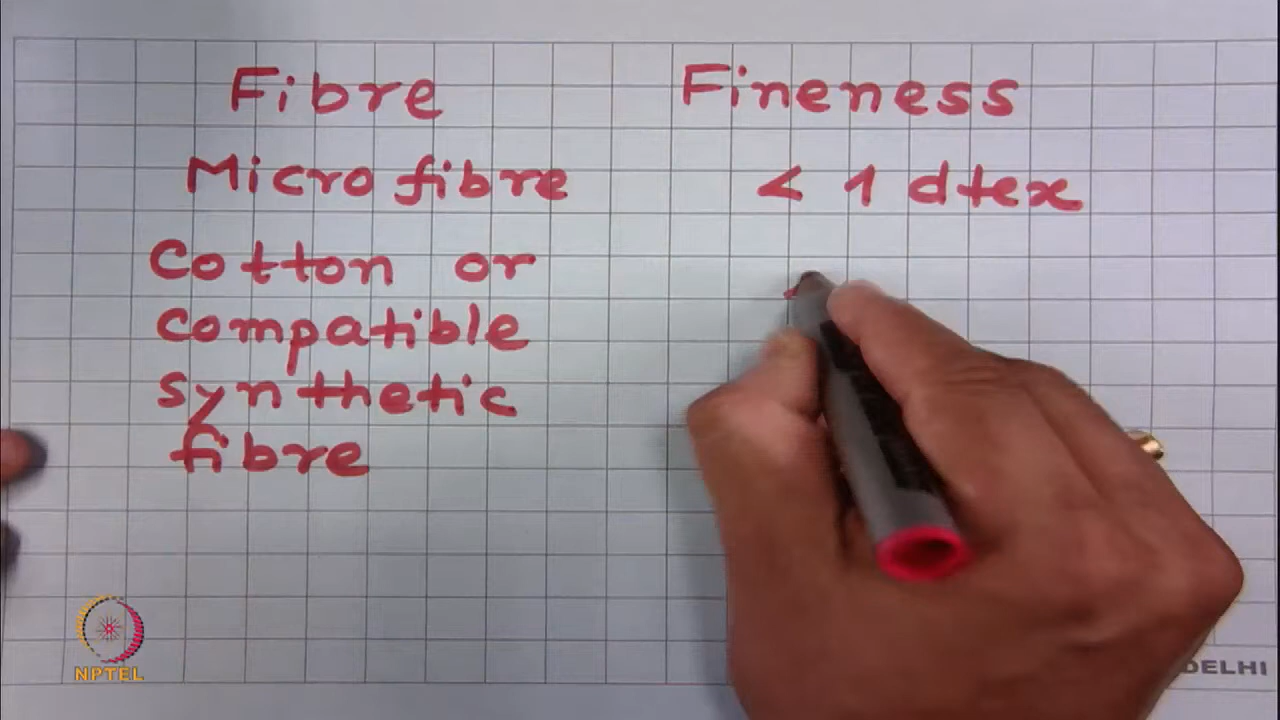 Fibre Fineness
Micro fibre < 1 dtex
Cotton or
compatible
synthetic
fibre
NPTEL
DELHI